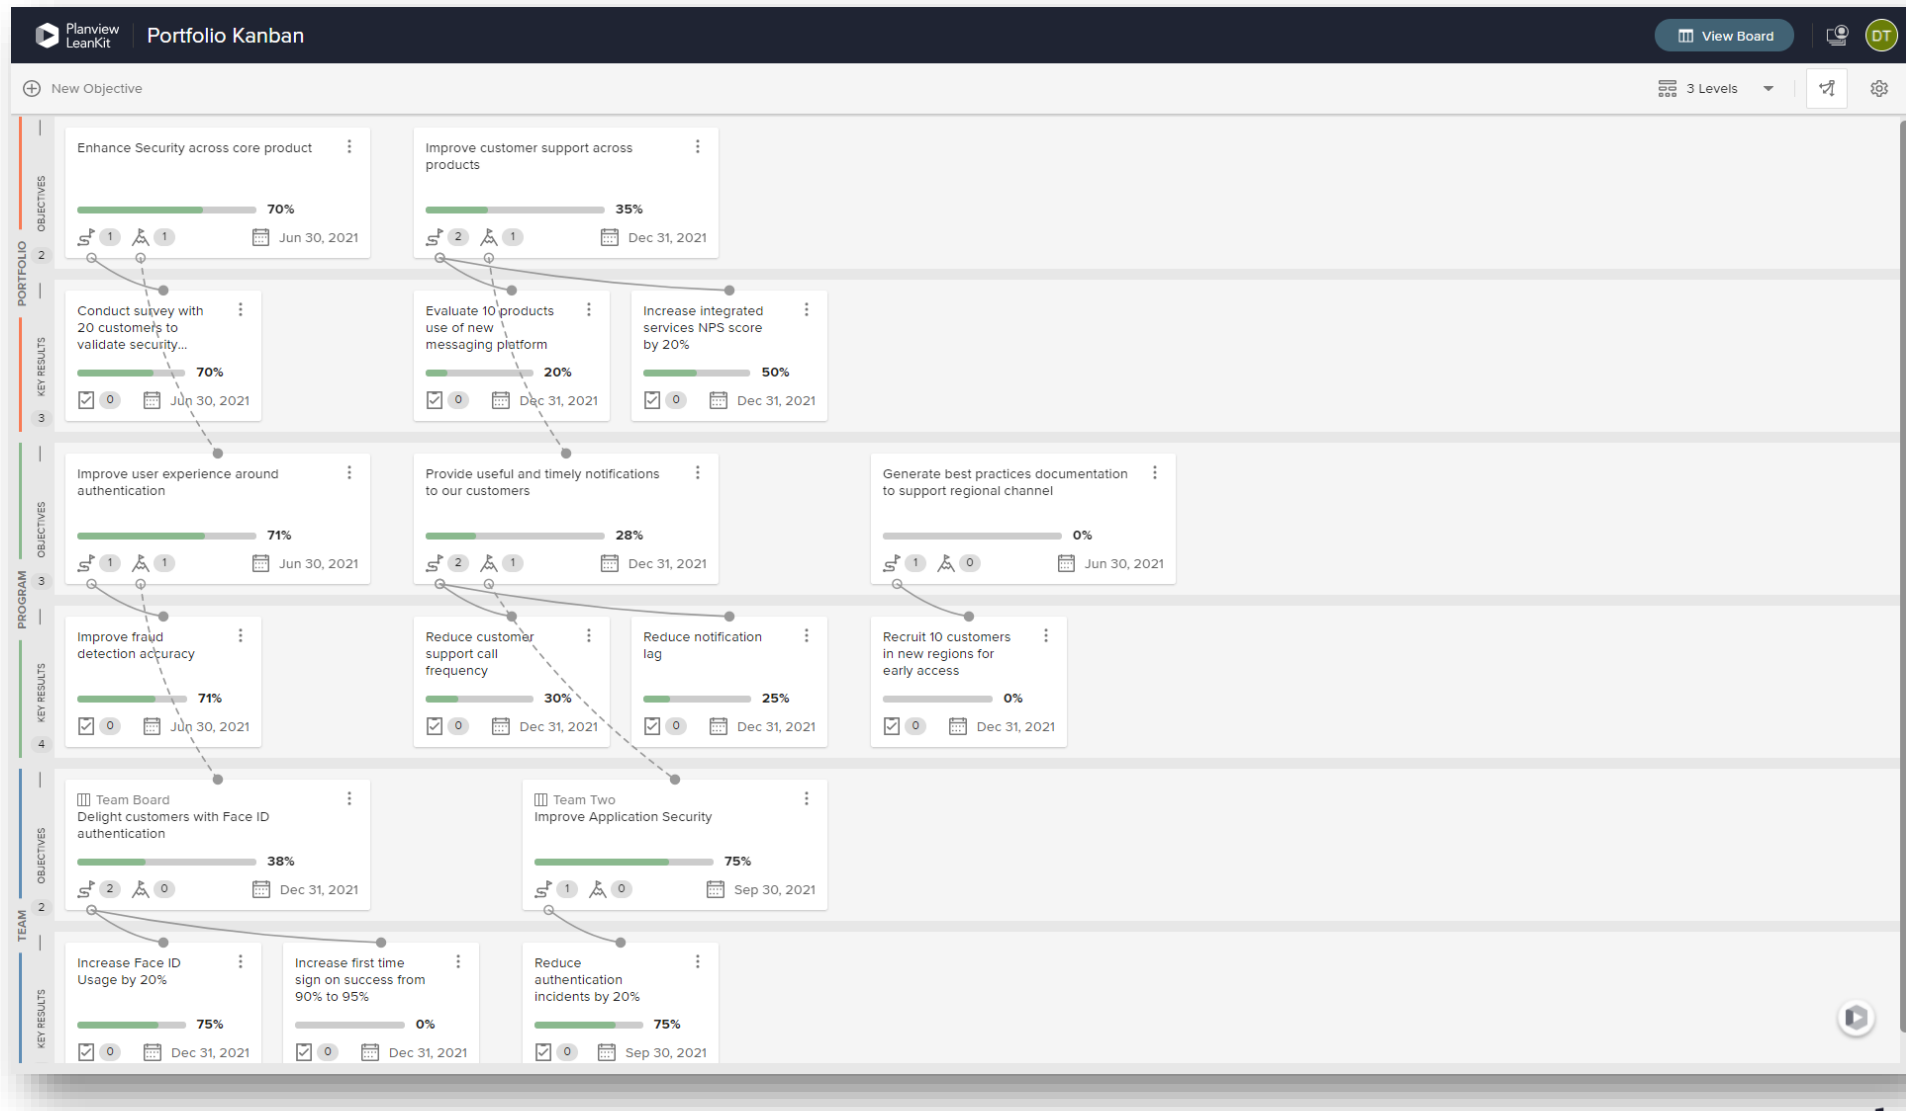 Planview
LeanKit
Portfolio Kanban
View Board
DT
New Objective
3 Levels
PORTFOLIO
OBJECTIVES
2
Enhance Security across core product
70%
1
1
Jun 30, 2021
Improve customer support across
products
35%
2
1
Dec 31, 2021
KEY RESULTS
3
Conduct survey with
20 customers to
validate security...
70%
0
Jun 30, 2021
Evaluate 10 products
use of new
messaging platform
20%
0
Dec 31, 2021
Increase integrated
services NPS score
by 20%
50%
0
Dec 31, 2021
PROGRAM
OBJECTIVES
3
Improve user experience around
authentication
71%
1
1
Jun 30, 2021
Provide useful and timely notifications
to our customers
28%
2
1
Dec 31, 2021
Generate best practices documentation
to support regional channel
0%
1
0
Jun 30, 2021
KEY RESULTS
4
Improve fraud
detection accuracy
71%
0
Jun 30, 2021
Reduce customer
support call
frequency
30%
0
Dec 31, 2021
Reduce notification
lag
25%
0
Dec 31, 2021
Recruit 10 customers
in new regions for
early access
0%
0
Dec 31, 2021
TEAM
OBJECTIVES
2
Team Board
Delight customers with Face ID
authentication
38%
2
0
Dec 31, 2021
Team Two
Improve Application Security
75%
1
0
Sep 30, 2021
KEY RESULTS
Increase Face ID
Usage by 20%
75%
0
Dec 31, 2021
Increase first time
sign on success from
90% to 95%
0%
0
Dec 31, 2021
Reduce
authentication
incidents by 20%
75%
0
Sep 30, 2021